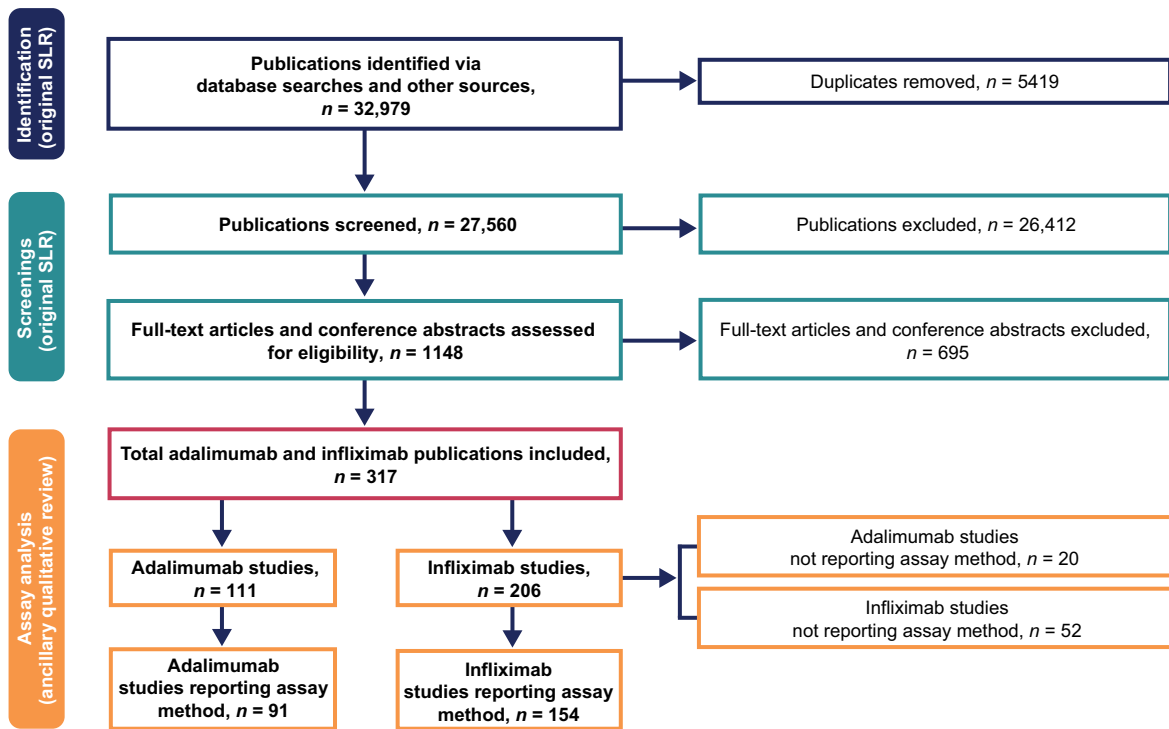 Identification
(original SLR)
Publications identified via
database searches and other sources,
n = 32,979
Duplicates removed, n = 5419
Screenings
(original SLR)
Publications screened, n = 27,560
Publications excluded, n = 26,412
Full-text articles and conference abstracts assessed
for eligibility, n = 1148
Full-text articles and conference abstracts excluded,
n = 695
Assay analysis
(ancillary qualitative review)
Total adalimumab and infliximab publications included,
n = 317
Adalimumab studies,
n = 111
Infliximab studies,
n = 206
Adalimumab studies
not reporting assay method, n = 20
Infliximab studies
not reporting assay method, n = 52
Adalimumab
studies reporting assay
method, n = 91
Infliximab
studies reporting assay
method, n = 154